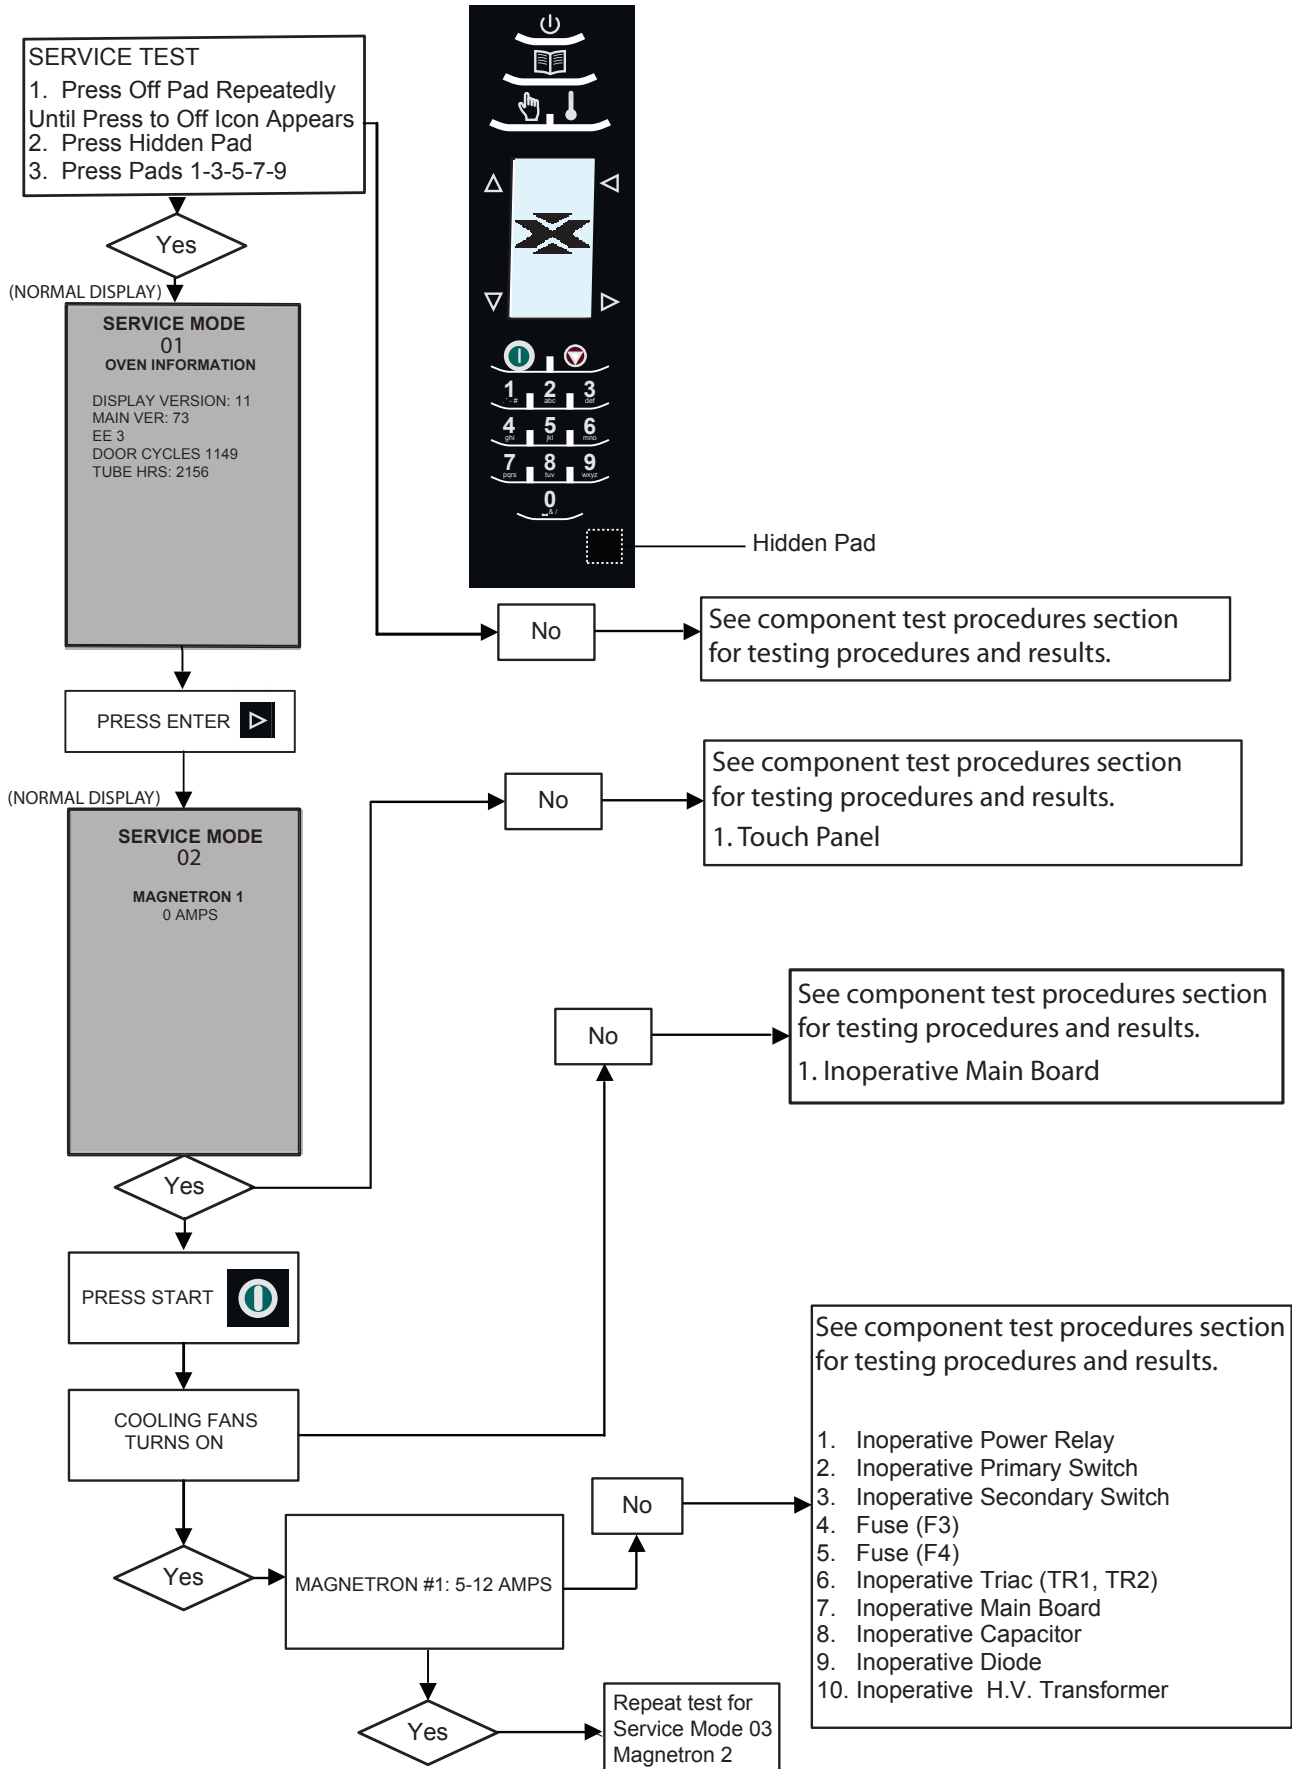 SERVICE TEST
1. Press Off Pad Repeatedly
Until Press to Off Icon Appears
2. Press Hidden Pad
3. Press Pads 1-3-5-7-9
Yes
(NORMAL DISPLAY)
SERVICE MODE
01
OVEN INFORMATION
DISPLAY VERSION: 11
MAIN VER: 73
EE 3
DOOR CYCLES 1149
TUBE HRS: 2156
1 2 3
abc def
4 5 6
ghi jkl mno
7 8 9
pqrs tuv wxyz
0
Hidden Pad
No
See component test procedures section
for testing procedures and results.
PRESS ENTER
(NORMAL DISPLAY)
SERVICE MODE
02
MAGNETRON 1
0 AMPS
No
See component test procedures section
for testing procedures and results.
1. Touch Panel
Yes
No
See component test procedures section
for testing procedures and results.
1. Inoperative Main Board
PRESS START
COOLING FANS
TURNS ON
Yes
MAGNETRON #1: 5-12 AMPS
No
See component test procedures section
for testing procedures and results.
1. Inoperative Power Relay
2. Inoperative Primary Switch
3. Inoperative Secondary Switch
4. Fuse (F3)
5. Fuse (F4)
6. Inoperative Triac (TR1, TR2)
7. Inoperative Main Board
8. Inoperative Capacitor
9. Inoperative Diode
10. Inoperative H.V. Transformer
Yes
Repeat test for
Service Mode 03
Magnetron 2